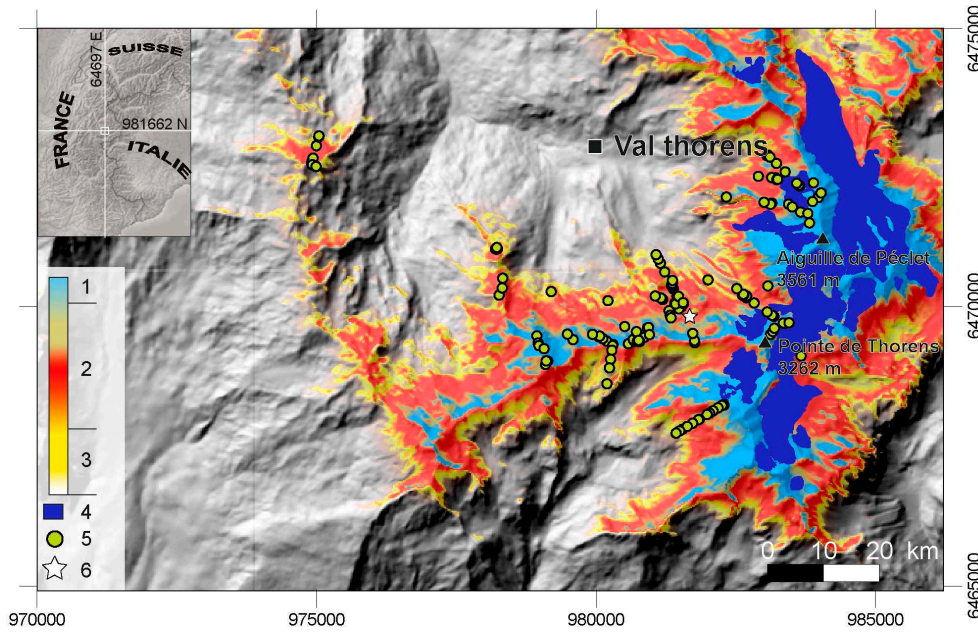 SUISSE
64697 E
FRANCE
981662 N
ITALIE
Val thorens
Aiguille de Péclet
3561 m
Pointe de Thorens
3262 m
1
2
3
4
5
6
0 10 20 km
970000 975000 980000 985000
6475000
6470000
6465000